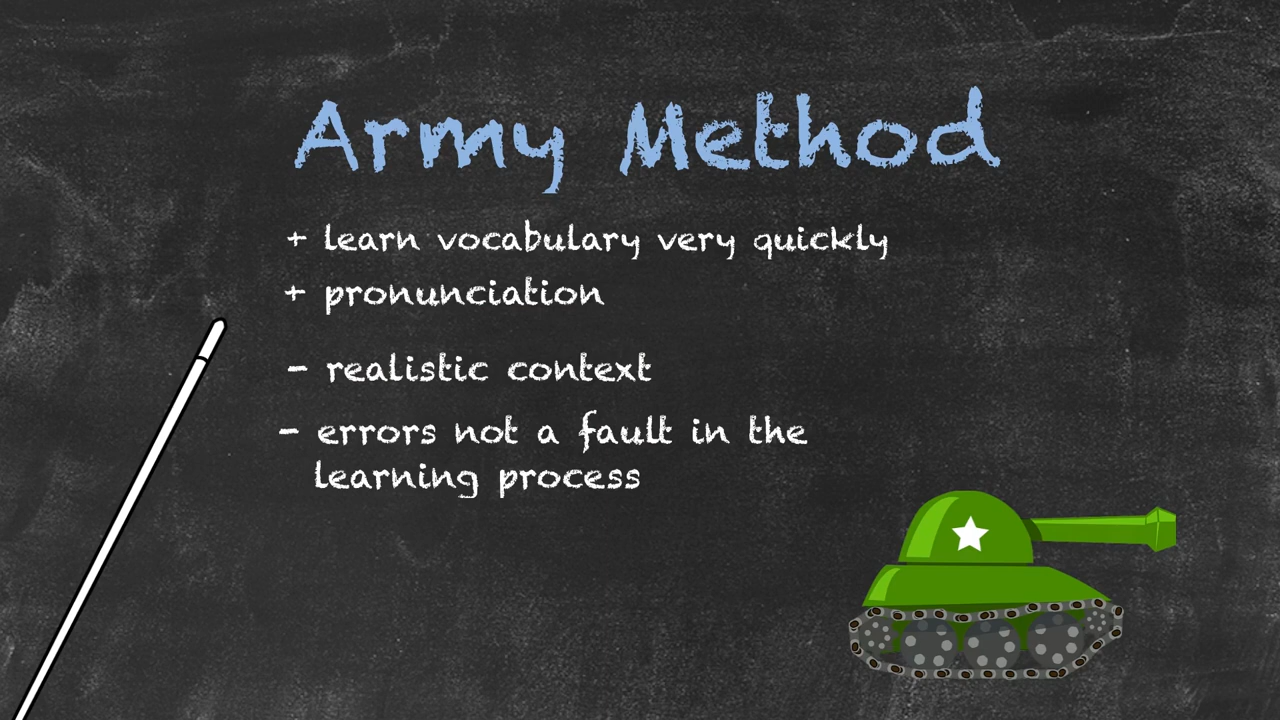 Army Method
+ learn vocabulary very quickly
+ pronunciation
- realistic context
- errors not a fault in the
learning process